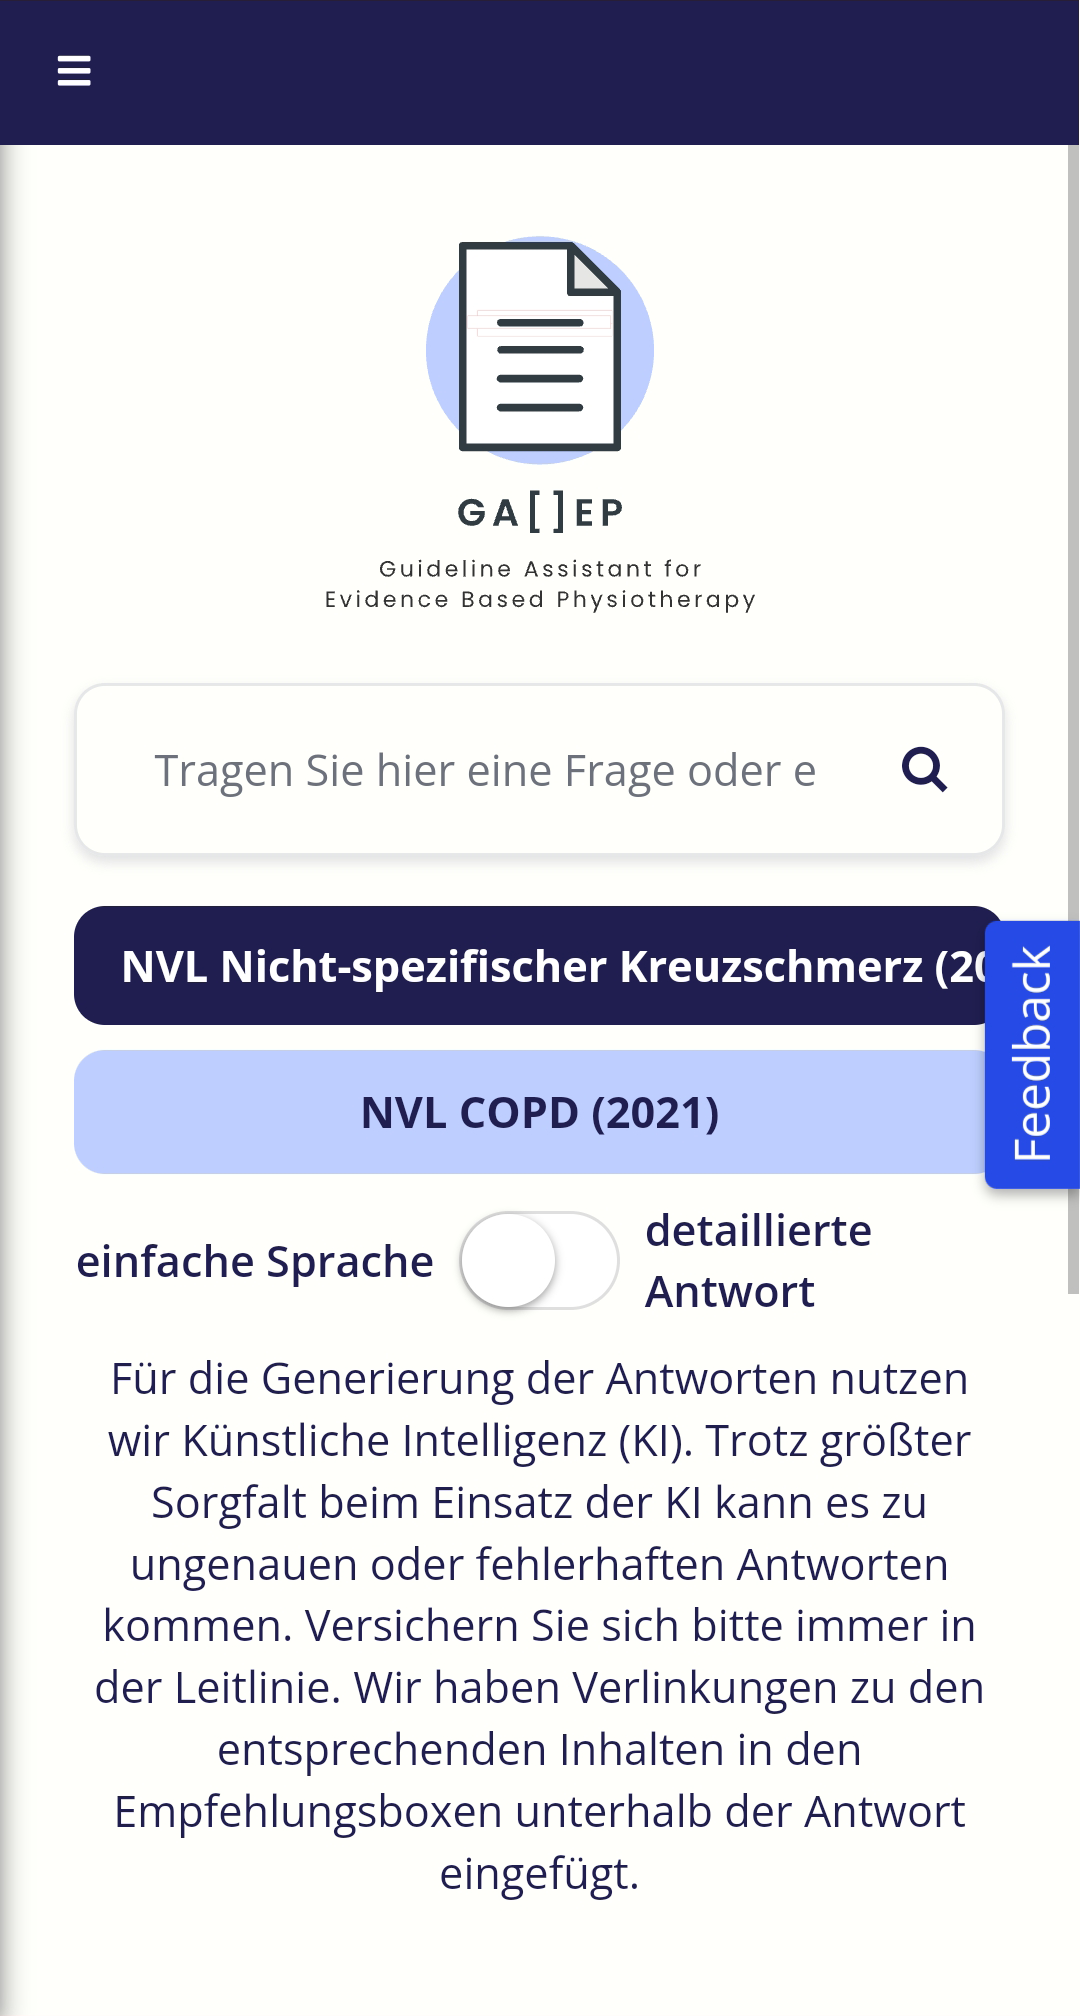 GA[]EP
Guideline Assistant for
Evidence Based Physiotherapy
Tragen Sie hier eine Frage oder e
NVL Nicht-spezifischer Kreuzschmerz (20
Feedback
NVL COPD (2021)
einfache Sprache
detaillierte
Antwort
Für die Generierung der Antworten nutzen
wir Künstliche Intelligenz (KI). Trotz größter
Sorgfalt beim Einsatz der KI kann es zu
ungenauen oder fehlerhaften Antworten
kommen. Versichern Sie sich bitte immer in
der Leitlinie. Wir haben Verlinkungen zu den
entsprechenden Inhalten in den
Empfehlungsboxen unterhalb der Antwort
eingefügt.